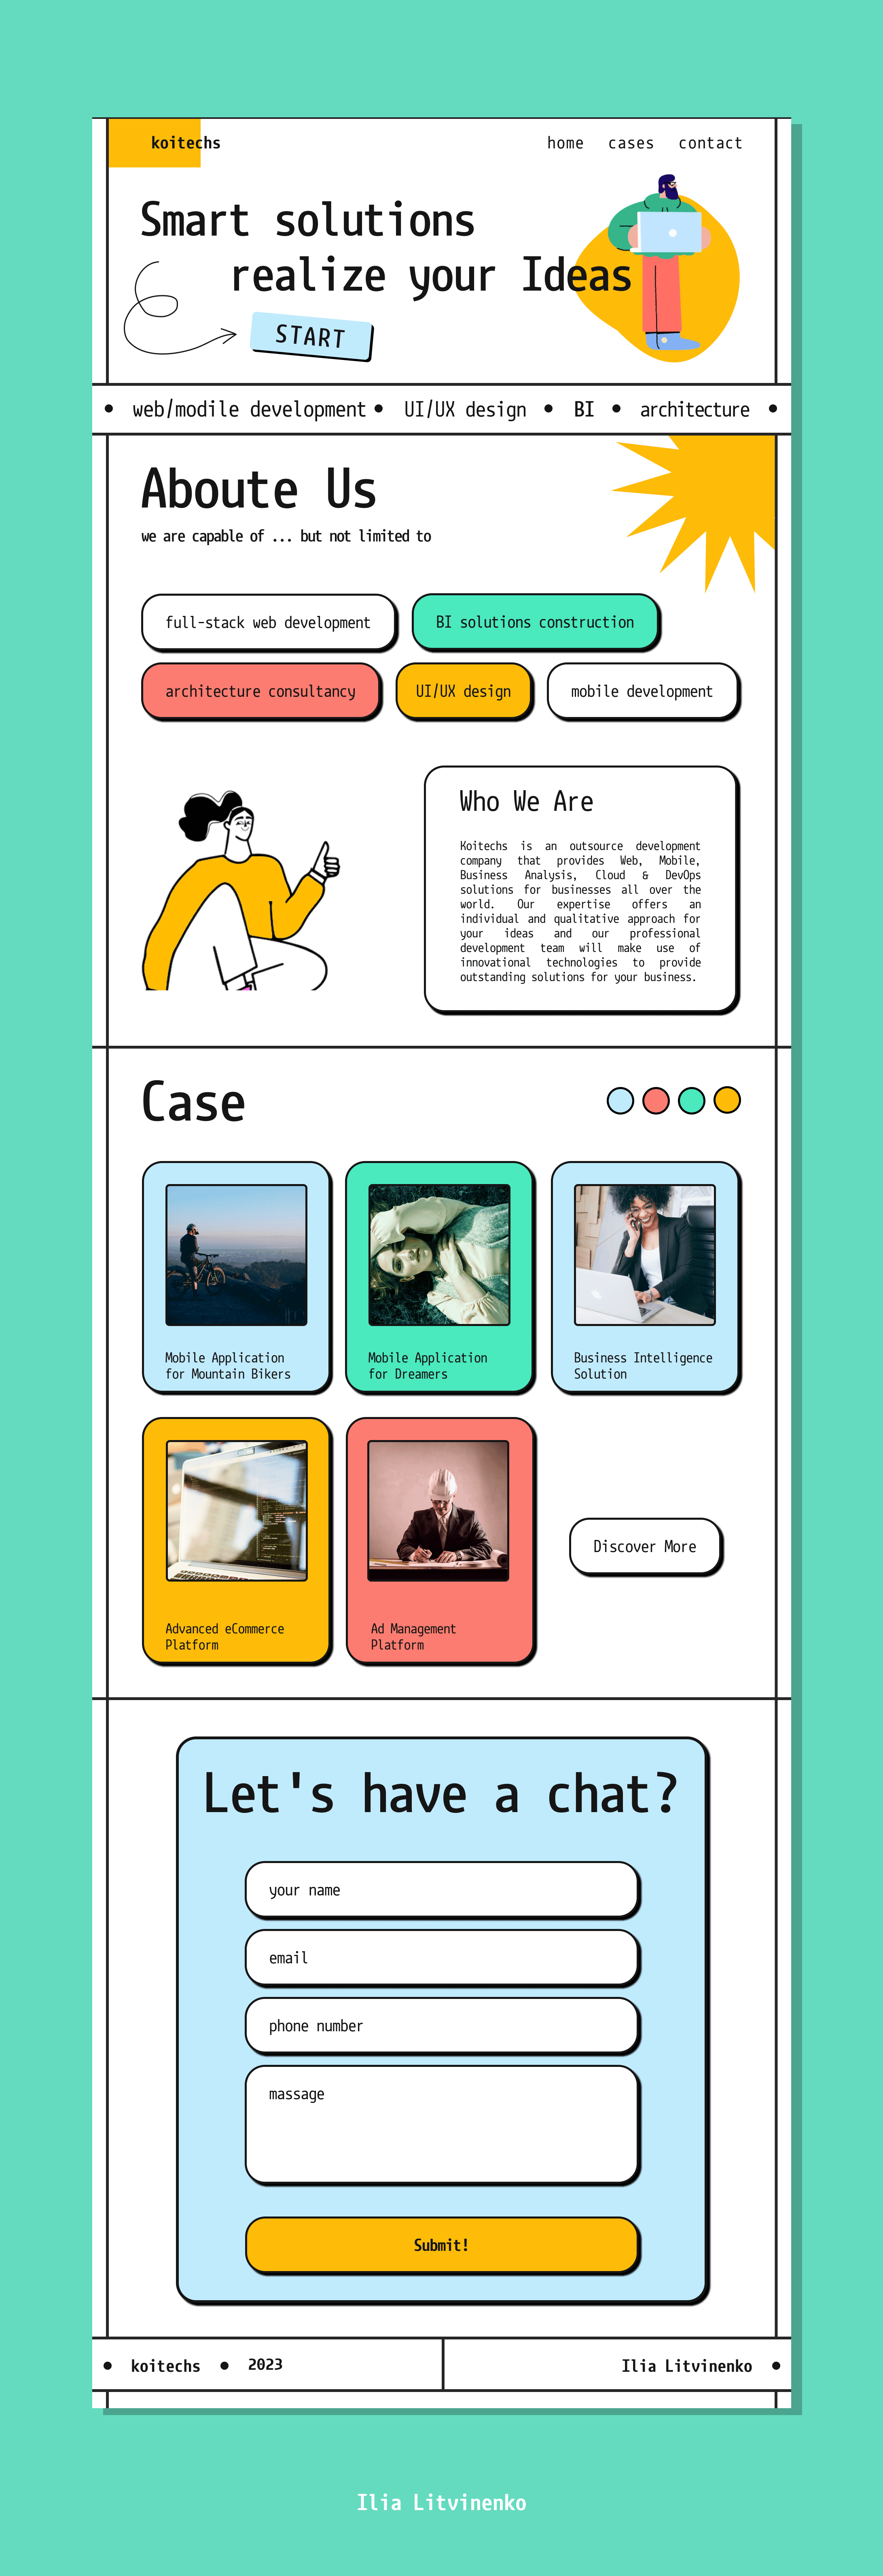 koitechs
home cases contact
Smart solutions
realize your Ideas
START
• web/modile development • UI/UX design • BI • architecture •
Aboute Us
we are capable of ... but not limited to
full-stack web development
BI solutions construction
architecture consultancy
UI/UX design
mobile development
Who We Are
Koitechs is an outsource development
company that provides Web, Mobile,
Business Analysis, Cloud & DevOps
solutions for businesses all over the
world. Our expertise offers an
individual and qualitative approach for
your ideas and our professional
development team will make use of
innovational technologies to provide
outstanding solutions for your business.
Case
Mobile Application
for Mountain Bikers
Mobile Application
for Dreamers
Business Intelligence
Solution
Advanced eCommerce
Platform
Ad Management
Platform
Discover More
Let's have a chat?
your name
email
phone number
massage
Submit!
• koitechs • 2023
Ilia Litvinenko •
Ilia Litvinenko